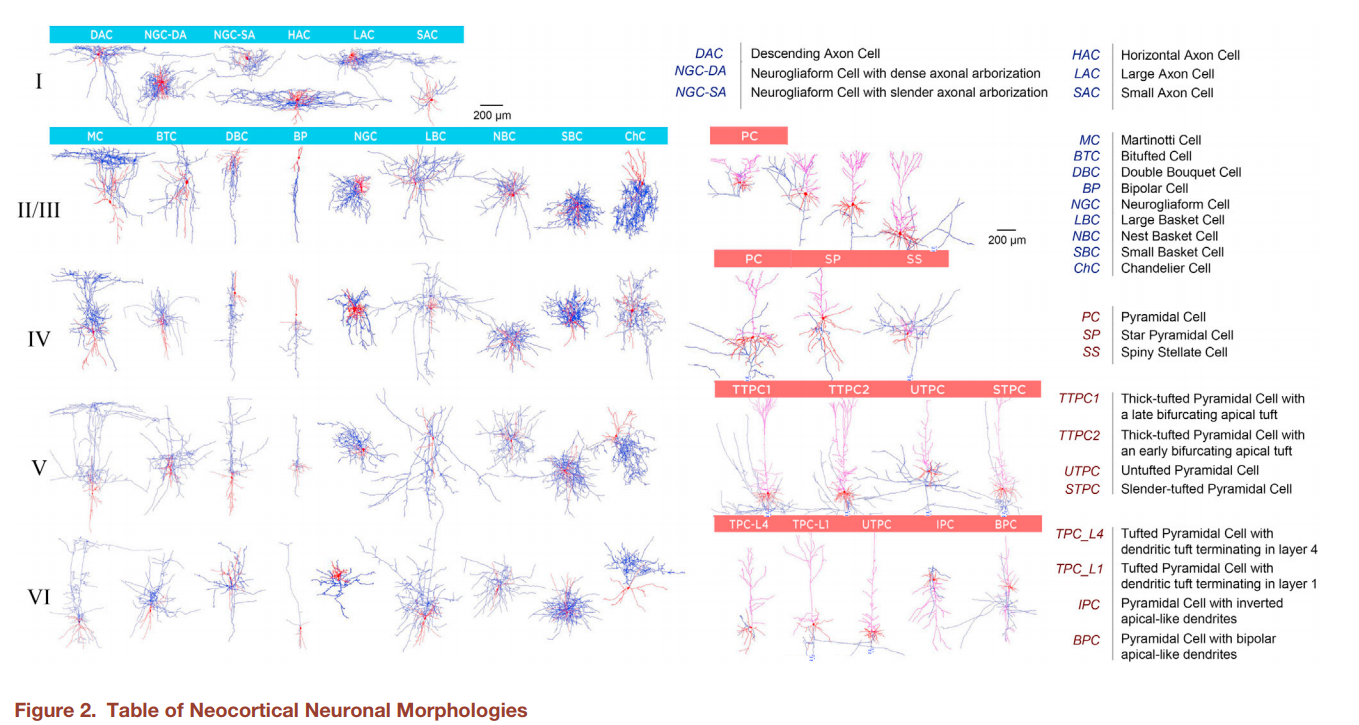 DAC NGC-DA NGC-SA HAC LAC SAC
I
200 µm
DAC Descending Axon Cell
NGC-DA Neurogliaform Cell with dense axonal arborization
NGC-SA Neurogliaform Cell with slender axonal arborization
HAC Horizontal Axon Cell
LAC Large Axon Cell
SAC Small Axon Cell
MC BTC DBC BP NGC LBC NBC SBC ChC
II/III
PC
200 µm
MC Martinotti Cell
BTC Bitufted Cell
DBC Double Bouquet Cell
BP Bipolar Cell
NGC Neurogliaform Cell
LBC Large Basket Cell
NBC Nest Basket Cell
SBC Small Basket Cell
ChC Chandelier Cell
IV
PC SP SS
PC Pyramidal Cell
SP Star Pyramidal Cell
SS Spiny Stellate Cell
V
TTPC1 TTPC2 UTPC STPC
TTPC1 Thick-tufted Pyramidal Cell with
a late bifurcating apical tuft
TTPC2 Thick-tufted Pyramidal Cell with
an early bifurcating apical tuft
UTPC Untufted Pyramidal Cell
STPC Slender-tufted Pyramidal Cell
VI
TPC-L4 TPC-L1 UTPC IPC BPC
TPC_L4 Tufted Pyramidal Cell with
dendritic tuft terminating in layer 4
TPC_L1 Tufted Pyramidal Cell with
dendritic tuft terminating in layer 1
IPC Pyramidal Cell with inverted
apical-like dendrites
BPC Pyramidal Cell with bipolar
apical-like dendrites
Figure 2. Table of Neocortical Neuronal Morphologies